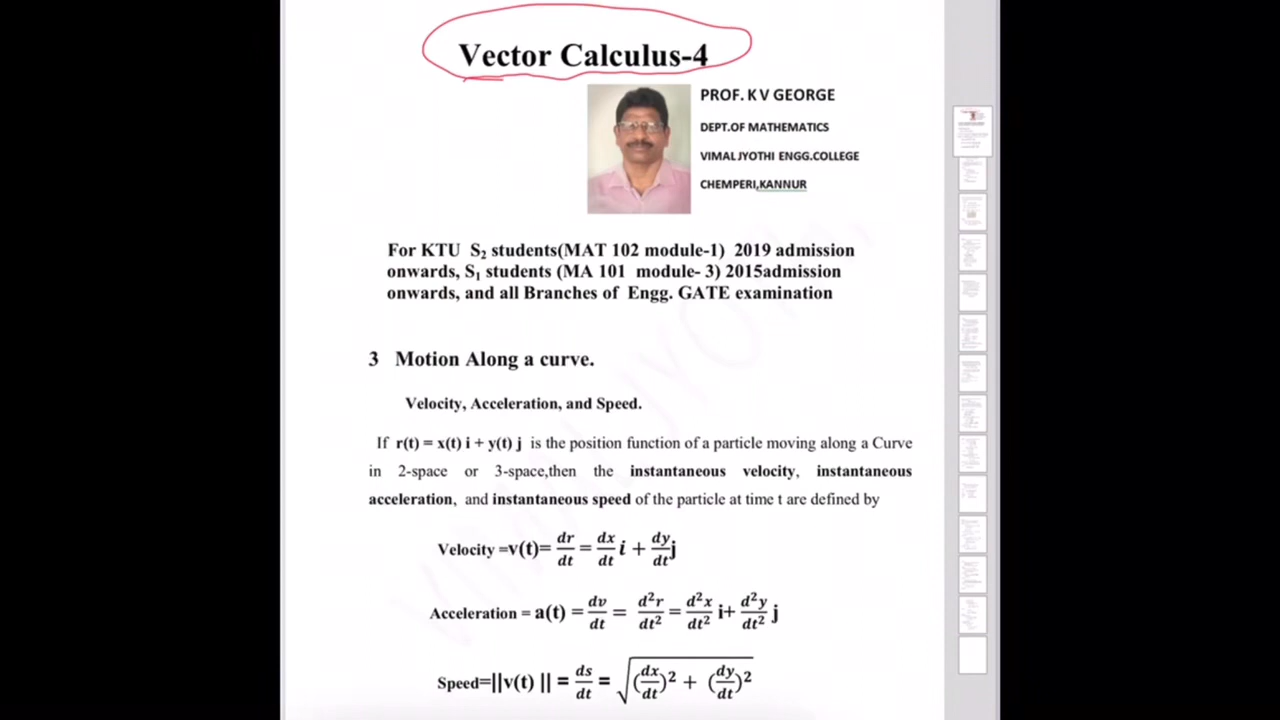 Vector Calculus-4
PROF. K V GEORGE
DEPT.OF MATHEMATICS
VIMAL JYOTHI ENGG.COLLEGE
CHEMPERI,KANNUR
For KTU S₂ students(MAT 102 module-1) 2019 admission
onwards, S₁ students (MA 101 module- 3) 2015admission
onwards, and all Branches of Engg. GATE examination
3 Motion Along a curve.
Velocity, Acceleration, and Speed.
If r(t) = x(t) i + y(t) j is the position function of a particle moving along a Curve
in 2-space or 3-space,then the instantaneous velocity, instantaneous
acceleration, and instantaneous speed of the particle at time t are defined by
Velocity =v(t)= dr/dt = dx/dt i + dy/dt j
Acceleration = a(t) = dv/dt = d²r/dt² = d²x/dt² i+ d²y/dt² j
Speed=||v(t) || = ds/dt = √(dx/dt)² + (dy/dt)²